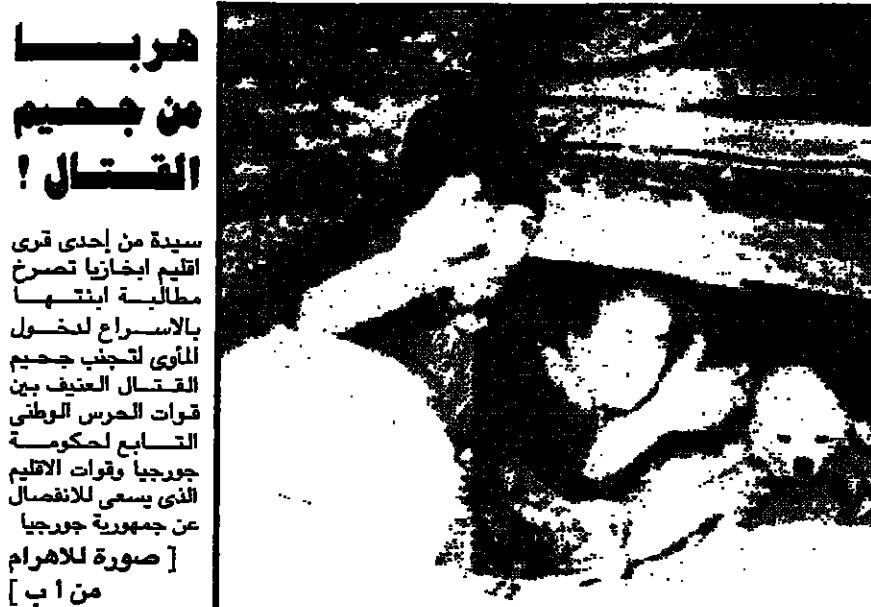 هربا
من جحيم
القتال !
سيدة من إحدى قرى
اقليم ابخازيا تصرخ
مطالبة ابنتها
بالاسراع لدخول
المأوى لتجنب جحيم
القتال العنيف بين
قوات الحرس الوطنى
التابع لحكومة
جورجيا وقوات الاقليم
الذى يسعى للانفصال
عن جمهورية جورجيا
[ صورة للاهرام
من أ ب ]